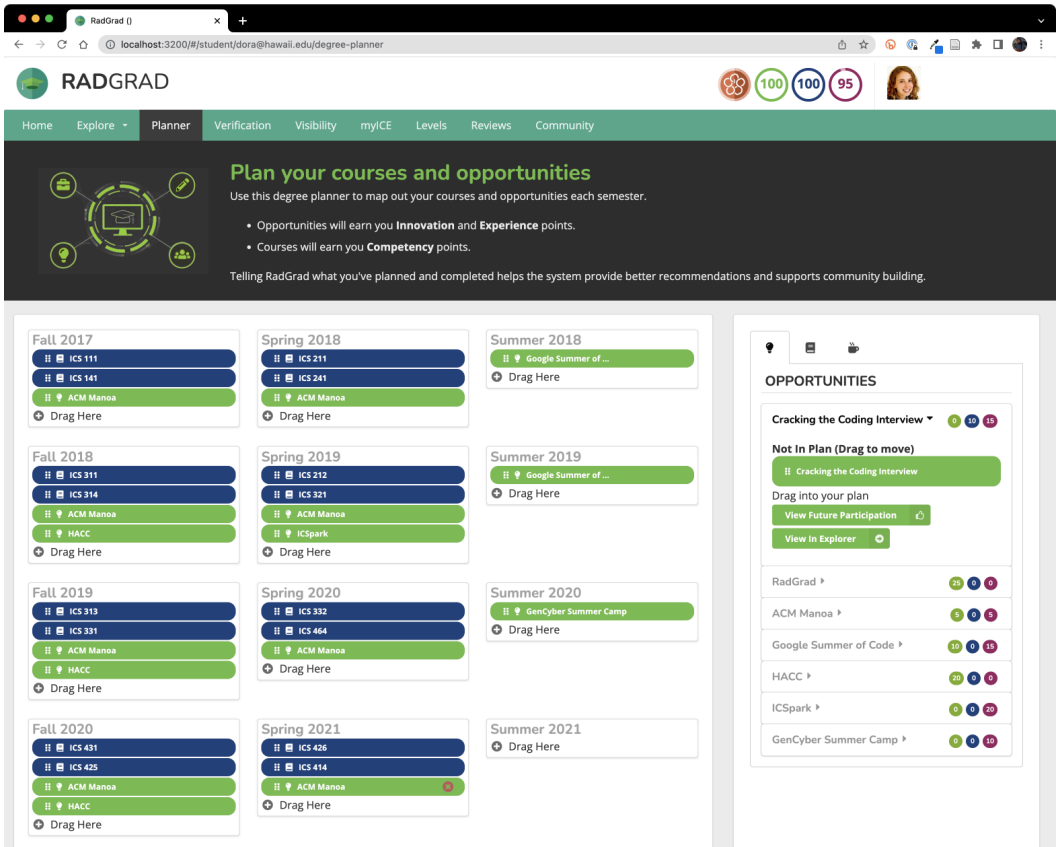 RadGrad ()
localhost:3200/#/student/dora@hawaii.edu/degree-planner
RADGRAD
100 100 95
Home Explore Planner Verification Visibility myICE Levels Reviews Community
Plan your courses and opportunities
Use this degree planner to map out your courses and opportunities each semester.
• Opportunities will earn you Innovation and Experience points.
• Courses will earn you Competency points.
Telling RadGrad what you've planned and completed helps the system provide better recommendations and supports community building.
Fall 2017
ICS 111
ICS 141
ACM Manoa
Drag Here
Spring 2018
ICS 211
ICS 241
ACM Manoa
Drag Here
Summer 2018
Google Summer of ...
Drag Here
Fall 2018
ICS 311
ICS 314
ACM Manoa
HACC
Drag Here
Spring 2019
ICS 212
ICS 321
ACM Manoa
ICSpark
Drag Here
Summer 2019
Google Summer of ...
Drag Here
Fall 2019
ICS 313
ICS 331
ACM Manoa
HACC
Drag Here
Spring 2020
ICS 332
ICS 464
ACM Manoa
Drag Here
Summer 2020
GenCyber Summer Camp
Drag Here
Fall 2020
ICS 431
ICS 425
ACM Manoa
HACC
Drag Here
Spring 2021
ICS 426
ICS 414
ACM Manoa
Drag Here
Summer 2021
Drag Here
OPPORTUNITIES
Cracking the Coding Interview 0 10 15
Not In Plan (Drag to move)
Cracking the Coding Interview
Drag into your plan
View Future Participation
View In Explorer
RadGrad 25 0 0
ACM Manoa 5 0 5
Google Summer of Code 10 0 15
HACC 20 0 0
ICSpark 0 0 20
GenCyber Summer Camp 0 0 10